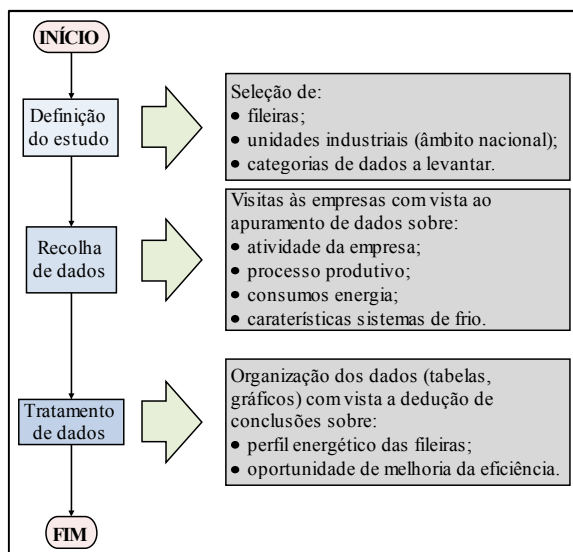 INÍCIO
Definição
do estudo
Seleção de:
• fileiras;
• unidades industriais (âmbito nacional);
• categorias de dados a levantar.
Recolha
de dados
Visitas às empresas com vista ao
apuramento de dados sobre:
• atividade da empresa;
• processo produtivo;
• consumos energia;
• caraterísticas sistemas de frio.
Tratamento
de dados
Organização dos dados (tabelas,
gráficos) com vista a dedução de
conclusões sobre:
• perfil energético das fileiras;
• oportunidade de melhoria da eficiência.
FIM